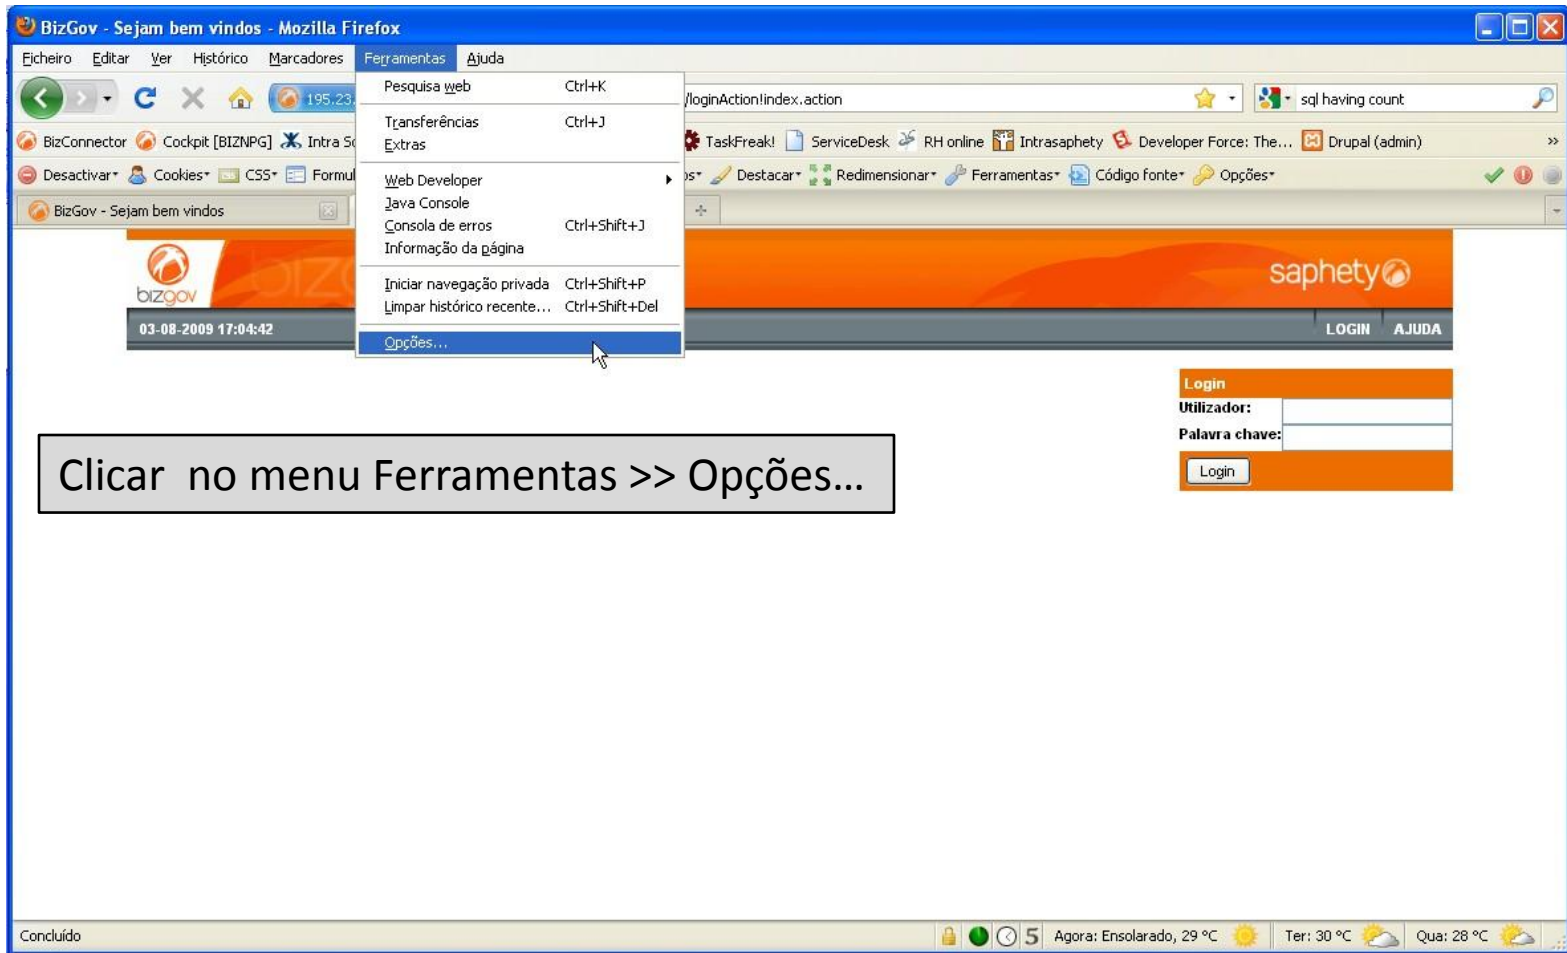 BizGov - Sejam bem vindos - Mozilla Firefox
Ficheiro Editar Ver Histórico Marcadores Ferramentas Ajuda
Pesquisa web Ctrl+K
Transferências Ctrl+J
Extras
Web Developer
Java Console
Consola de erros Ctrl+Shift+J
Informação da página
Iniciar navegação privada Ctrl+Shift+P
Limpar histórico recente... Ctrl+Shift+Del
Opções...
195.23. /loginAction!index.action sql having count
BizConnector Cockpit [BIZNPG] Intra TaskFreak! ServiceDesk RH online Intrasaphety Developer Force: The... Drupal (admin) »
Desactivar Cookies CSS Destacar Redimensionar Ferramentas Código fonte Opções
BizGov - Sejam bem vindos
bizgov
saphety
03-08-2009 17:04:42 LOGIN AJUDA
Login
Utilizador:
Palavra chave:
Login
Clicar no menu Ferramentas >> Opções...
Concluído 5 Agora: Ensolarado, 29 ºC Ter: 30 ºC Qua: 28 ºC